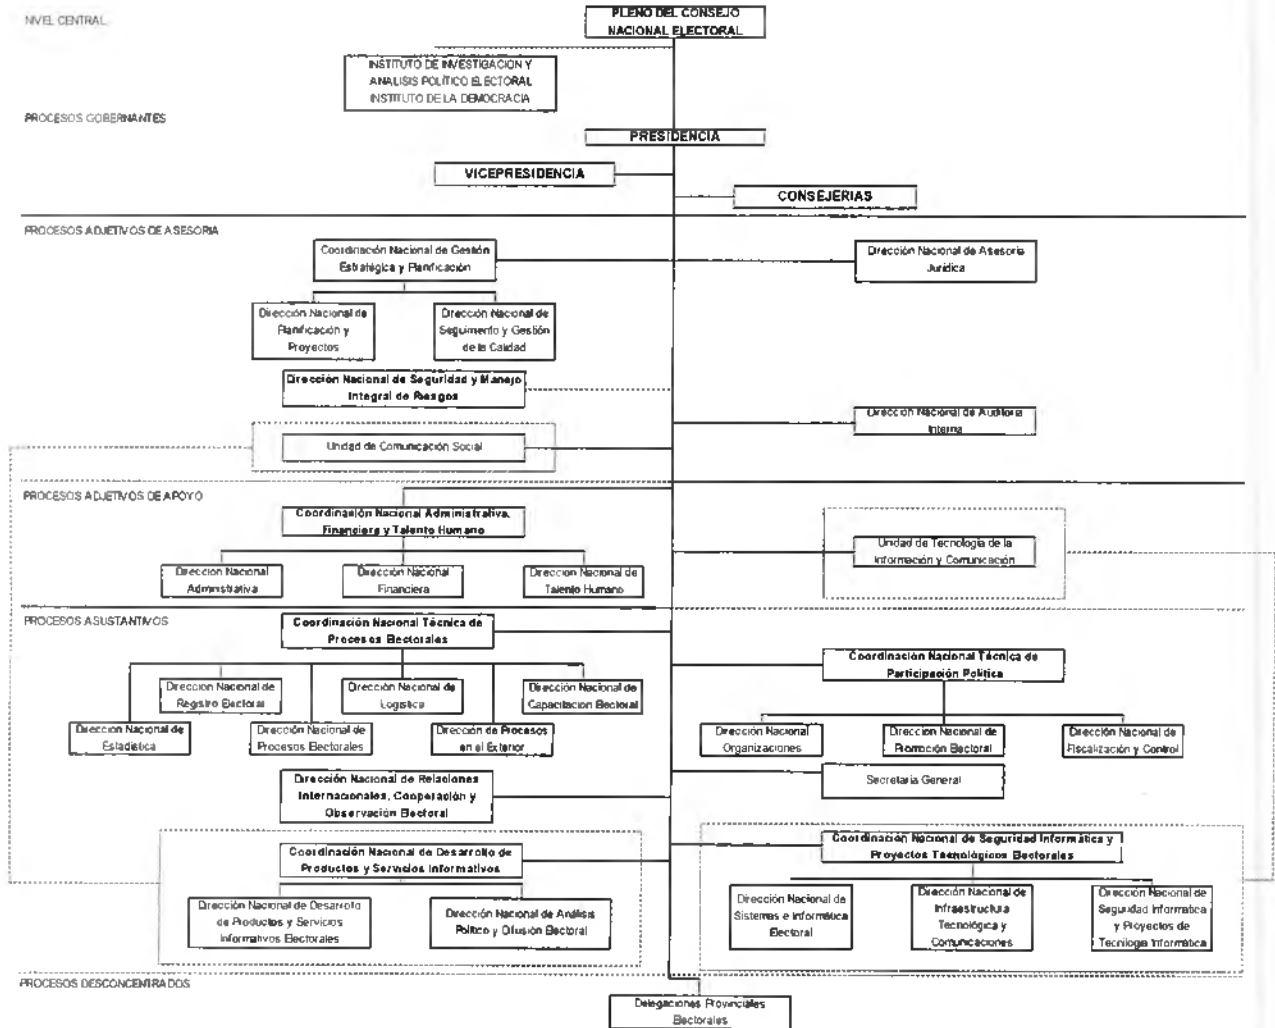 NIVEL CENTRAL
PLENO DEL CONSEJO
NACIONAL ELECTORAL
INSTITUTO DE INVESTIGACION Y
ANALISIS POLÍTICO ELECTORAL
INSTITUTO DE LA DEMOCRACIA
PROCESOS GOBERNANTES
PRESIDENCIA
VICEPRESIDENCIA
CONSEJERIAS
PROCESOS ADJETIVOS DE ASESORIA
Coordinación Nacional de Gestión
Estratégica y Planificación
Dirección Nacional de Asesoria
Jurídica
Dirección Nacional de
Planificación y
Proyectos
Dirección Nacional de
Seguimento y Gestión
de la Calidad
Dirección Nacional de Seguridad y Manejo
Integral de Riesgos
Dirección Nacional de Auditoria
Interna
Unidad de Comunicación Social
PROCESOS ADJETIVOS DE APOYO
Coordinación Nacional Administrativa,
Financiera y Talento Humano
Unidad de Tecnología de la
Información y Comunicación
Dirección Nacional
Administrativa
Dirección Nacional
Financiera
Dirección Nacional de
Talento Humano
PROCESOS ASUSTANTIVOS
Coordinación Nacional Técnica de
Procesos Electorales
Coordinación Nacional Técnica de
Participación Política
Dirección Nacional de
Registro Electoral
Dirección Nacional de
Logística
Dirección Nacional de
Capacitacion Electoral
Dirección Nacional de
Estadística
Dirección Nacional de
Procesos Electorales
Dirección de Procesos
en el Exterior
Dirección Nacional
Organizaciones
Dirección Nacional de
Promoción Electoral
Dirección Nacional de
Fiscalización y Control
Dirección Nacional de Relaciones
Internacionales, Cooperación y
Observación Electoral
Secretaria General
Coordinación Nacional de Desarrollo de
Productos y Servicios Informativos
Coordinación Nacional de Seguridad Informática y
Proyectos Tecnológicos Electorales
Dirección Nacional de Desarrollo
de Productos y Servicios
Informativos Electorales
Dirección Nacional de Análisis
Político y Difusión Electoral
Dirección Nacional de
Sistemas e Informática
Electoral
Dirección Nacional de
Infraestructura
Tecnológica y
Comunicaciones
Dirección Nacional de
Seguridad Informática
y Proyectos de
Tecnilogía Informática
PROCESOS DESCONCENTRADOS
Delegaciones Provinciales
Electorales